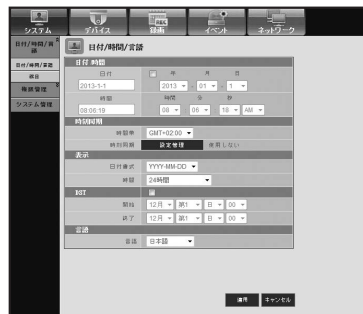 システム デバイス 録画 イベント ネットワーク
日付/時間/言語
日付/時間/言語
休日
権限管理
システム管理
日付/時間/言語
日付 時間
日付 年 月 日
2013-1-1 2013 - 01 - 1
時間 時間 分 秒
08:06:19 08 - 06 - 18 AM
時刻同期
時間帯 GMT+02:00
時刻同期 設定管理 使用しない
表示
日付書式 YYYY-MM-DD
時間 24時間
DST
開始 12月 第1 日 00
終了 12月 第1 日 00
言語
言語 日本語
適用 キャンセル